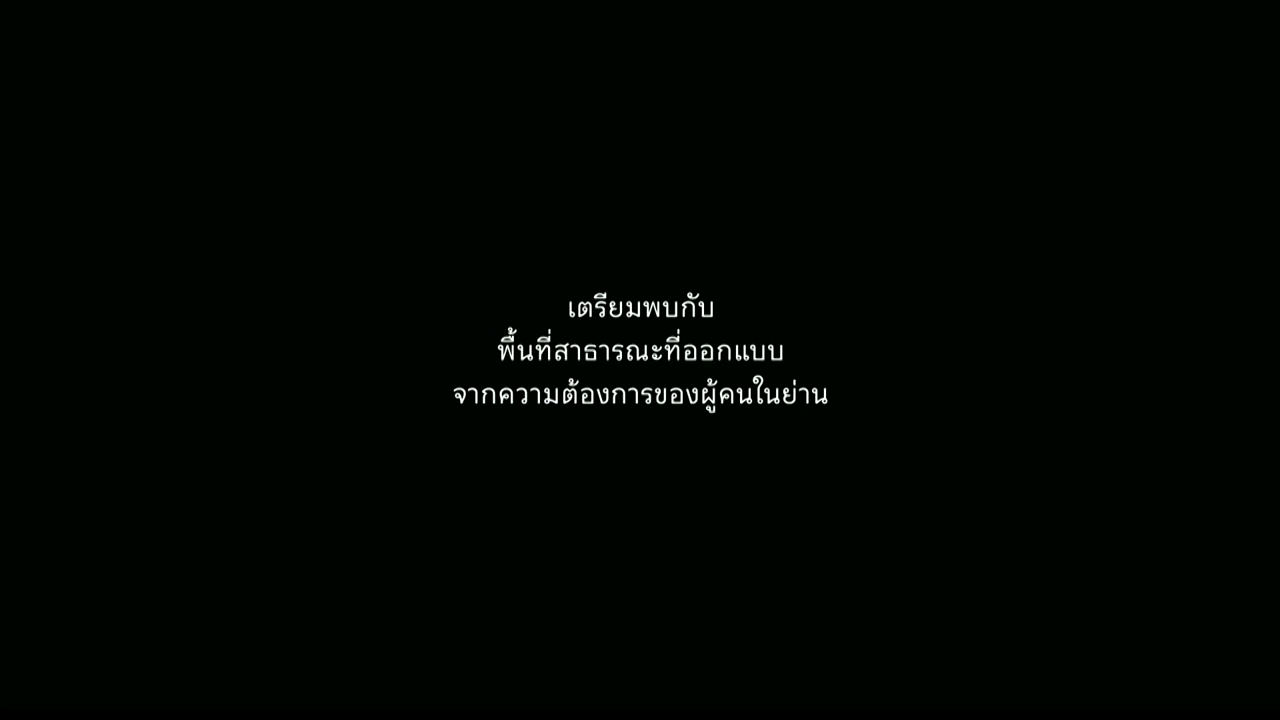 เตรียมพบกับ
พื้นที่สาธารณะที่ออกแบบ
จากความต้องการของผู้คนในย่าน